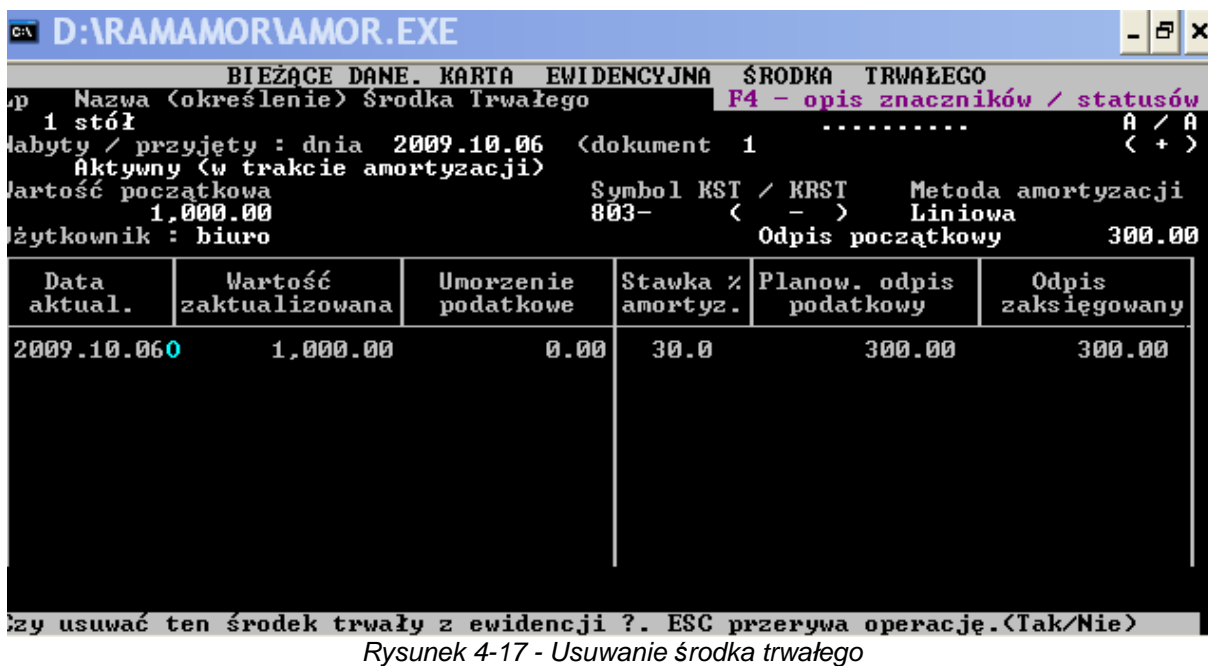 D:\RAMAMOR\AMOR.EXE
BIEŻĄCE DANE. KARTA EWIDENCYJNA ŚRODKA TRWAŁEGO
Lp Nazwa (określenie) Środka Trwałego F4 - opis znaczników / statusów
1 stół .......... A / A
Nabyty / przyjęty : dnia 2009.10.06 (dokument 1 ( + )
Aktywny (w trakcie amortyzacji)
Wartość początkowa Symbol KST / KRST Metoda amortyzacji
1,000.00 803- ( - ) Liniowa
Użytkownik : biuro Odpis początkowy 300.00
Data Wartość Umorzenie Stawka % Planow. odpis Odpis
aktual. zaktualizowana podatkowe amortyz. podatkowy zaksięgowany
2009.10.06O 1,000.00 0.00 30.0 300.00 300.00
Czy usuwać ten środek trwały z ewidencji ?. ESC przerywa operację.(Tak/Nie)
Rysunek 4-17 - Usuwanie środka trwałego